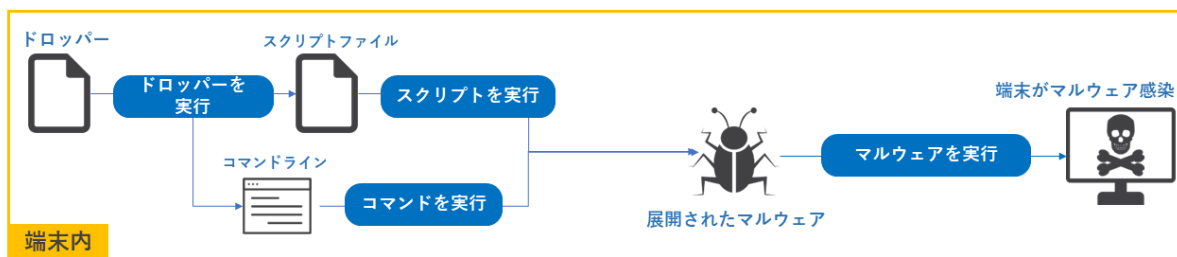 ドロッパー
スクリプトファイル
ドロッパーを
実行
スクリプトを実行
端末がマルウェア感染
コマンドライン
マルウェアを実行
コマンドを実行
展開されたマルウェア
端末内